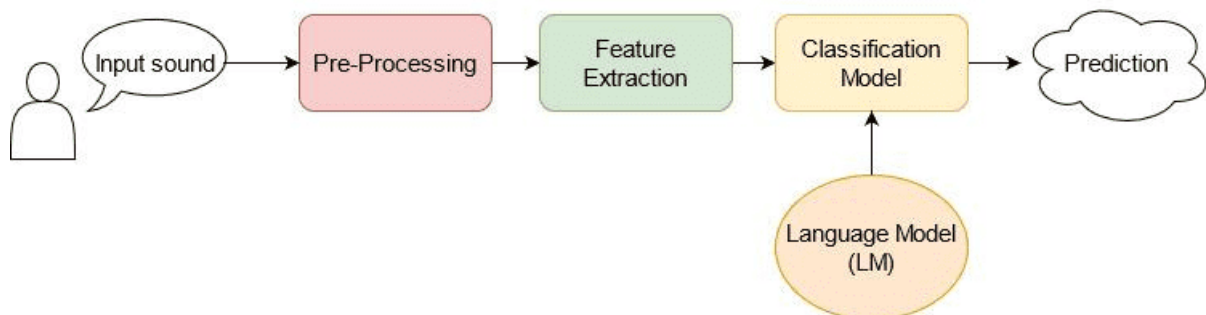 Input sound
Pre-Processing
Feature
Extraction
Classification
Model
Prediction
Language Model
(LM)